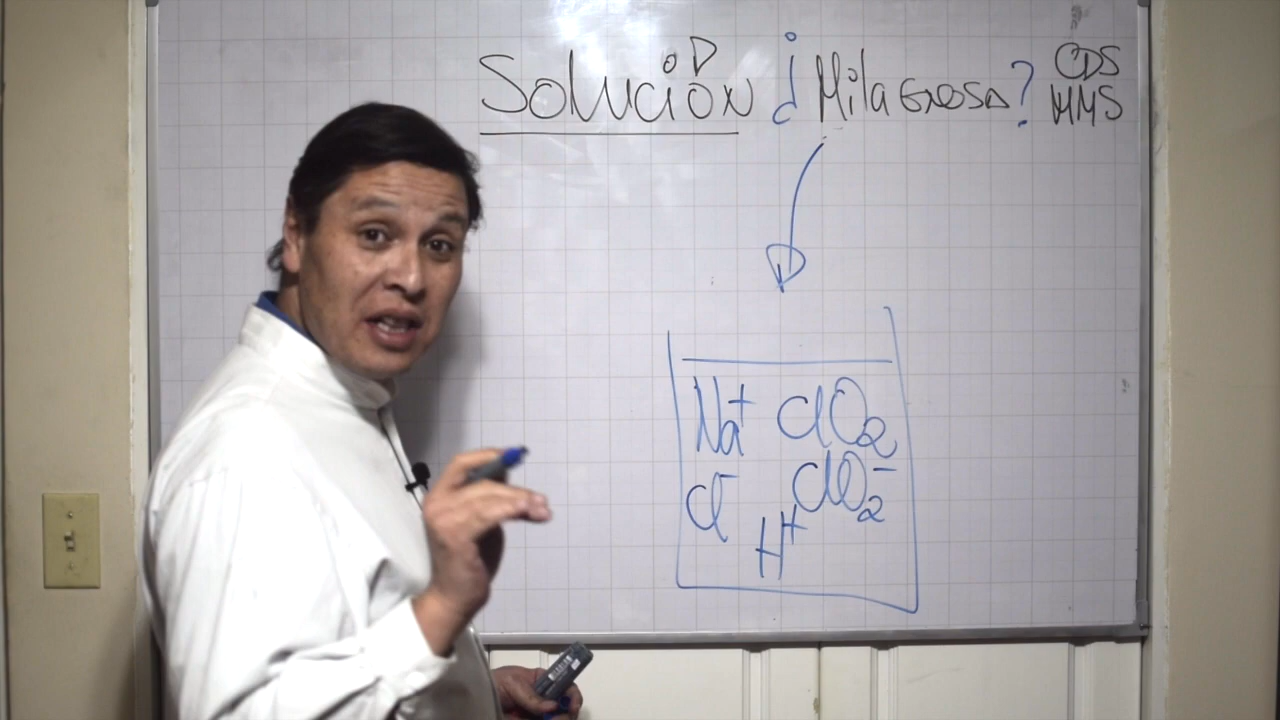 Solución ¿Milagrosa? CDS
MMS
Na+ ClO2
Cl- ClO2-
H+